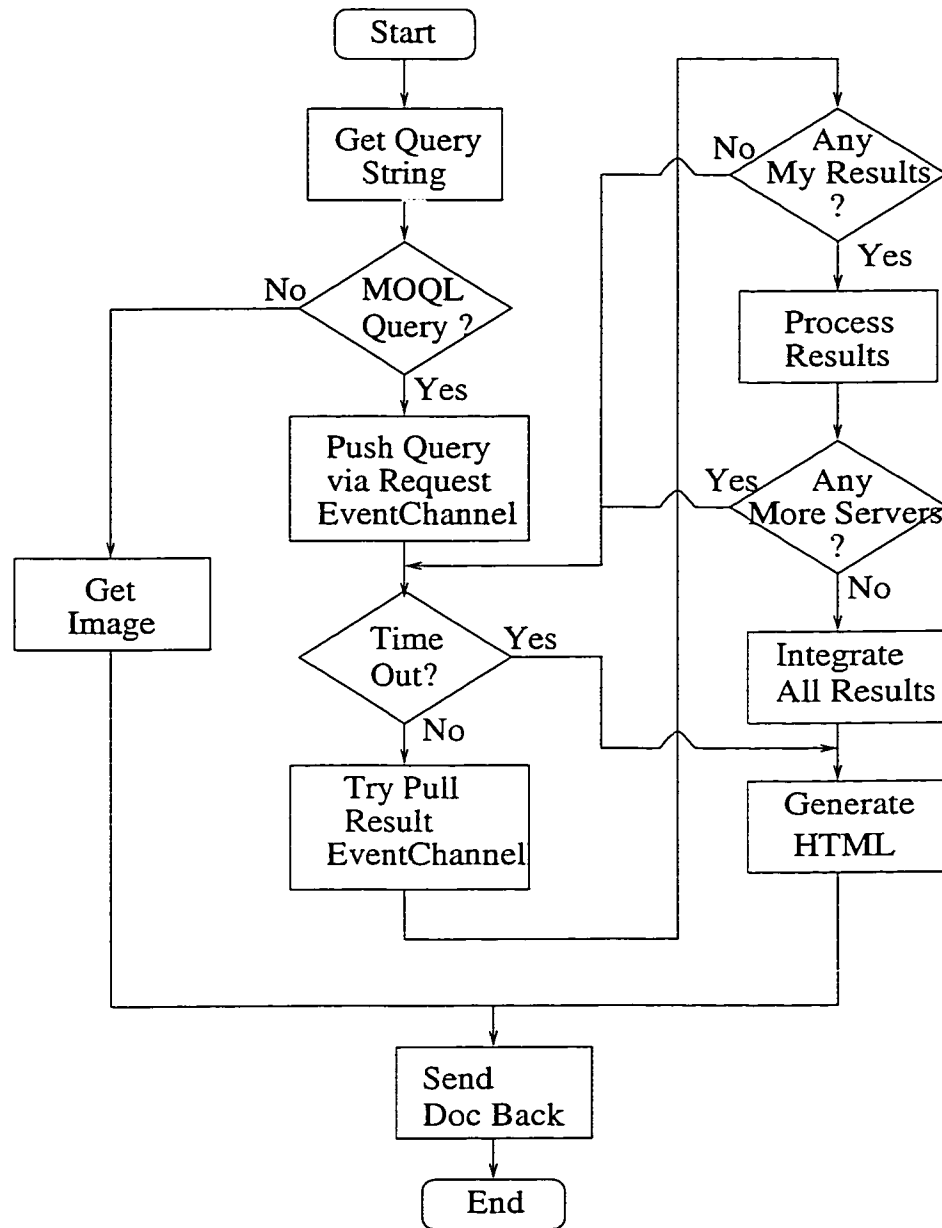 Start
Get Query
String
No
MOQL
Query ?
Yes
Push Query
via Request
EventChannel
Get
Image
Time
Out?
Yes
No
Try Pull
Result
EventChannel
No
Any
My Results
?
Yes
Process
Results
Yes
Any
More Servers
?
No
Integrate
All Results
Generate
HTML
Send
Doc Back
End